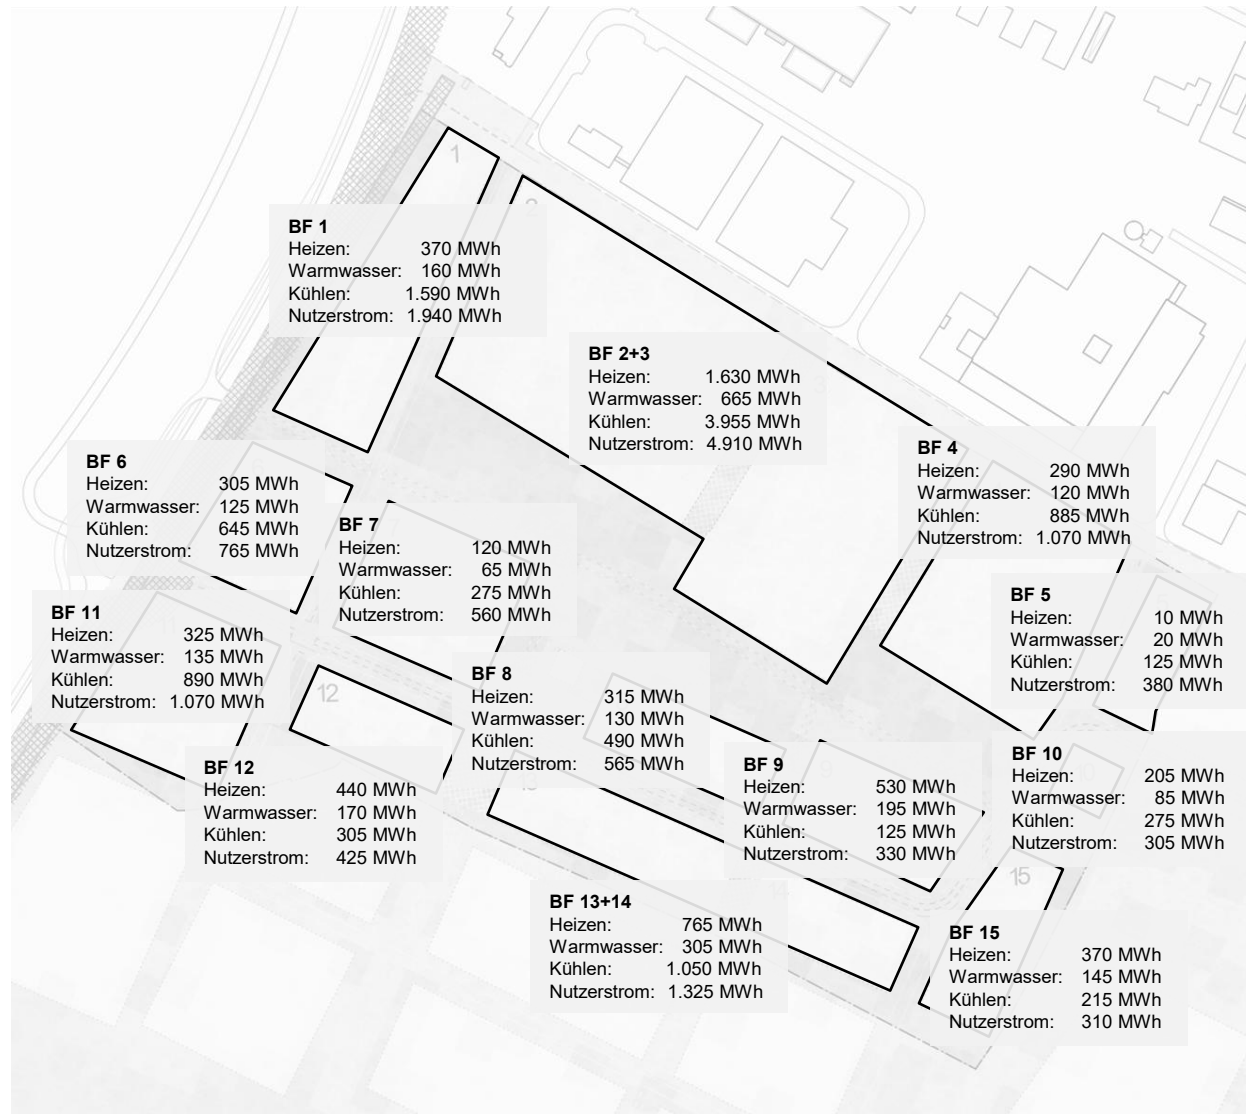 1
2
BF 1
Heizen: 370 MWh
Warmwasser: 160 MWh
Kühlen: 1.590 MWh
Nutzerstrom: 1.940 MWh
BF 2+3
Heizen: 1.630 MWh
Warmwasser: 665 MWh
Kühlen: 3.955 MWh
Nutzerstrom: 4.910 MWh
3
BF 4
Heizen: 290 MWh
Warmwasser: 120 MWh
Kühlen: 885 MWh
Nutzerstrom: 1.070 MWh
BF 6
Heizen: 305 MWh
Warmwasser: 125 MWh
Kühlen: 645 MWh
Nutzerstrom: 765 MWh
BF 7
Heizen: 120 MWh
Warmwasser: 65 MWh
Kühlen: 275 MWh
Nutzerstrom: 560 MWh
BF 5
Heizen: 10 MWh
Warmwasser: 20 MWh
Kühlen: 125 MWh
Nutzerstrom: 380 MWh
BF 11
Heizen: 325 MWh
Warmwasser: 135 MWh
Kühlen: 890 MWh
Nutzerstrom: 1.070 MWh
12
BF 8
Heizen: 315 MWh
Warmwasser: 130 MWh
Kühlen: 490 MWh
Nutzerstrom: 565 MWh
13
BF 12
Heizen: 440 MWh
Warmwasser: 170 MWh
Kühlen: 305 MWh
Nutzerstrom: 425 MWh
BF 9
Heizen: 530 MWh
Warmwasser: 195 MWh
Kühlen: 125 MWh
Nutzerstrom: 330 MWh
BF 10
Heizen: 205 MWh
Warmwasser: 85 MWh
Kühlen: 275 MWh
Nutzerstrom: 305 MWh
15
BF 13+14
Heizen: 765 MWh
Warmwasser: 305 MWh
Kühlen: 1.050 MWh
Nutzerstrom: 1.325 MWh
BF 15
Heizen: 370 MWh
Warmwasser: 145 MWh
Kühlen: 215 MWh
Nutzerstrom: 310 MWh